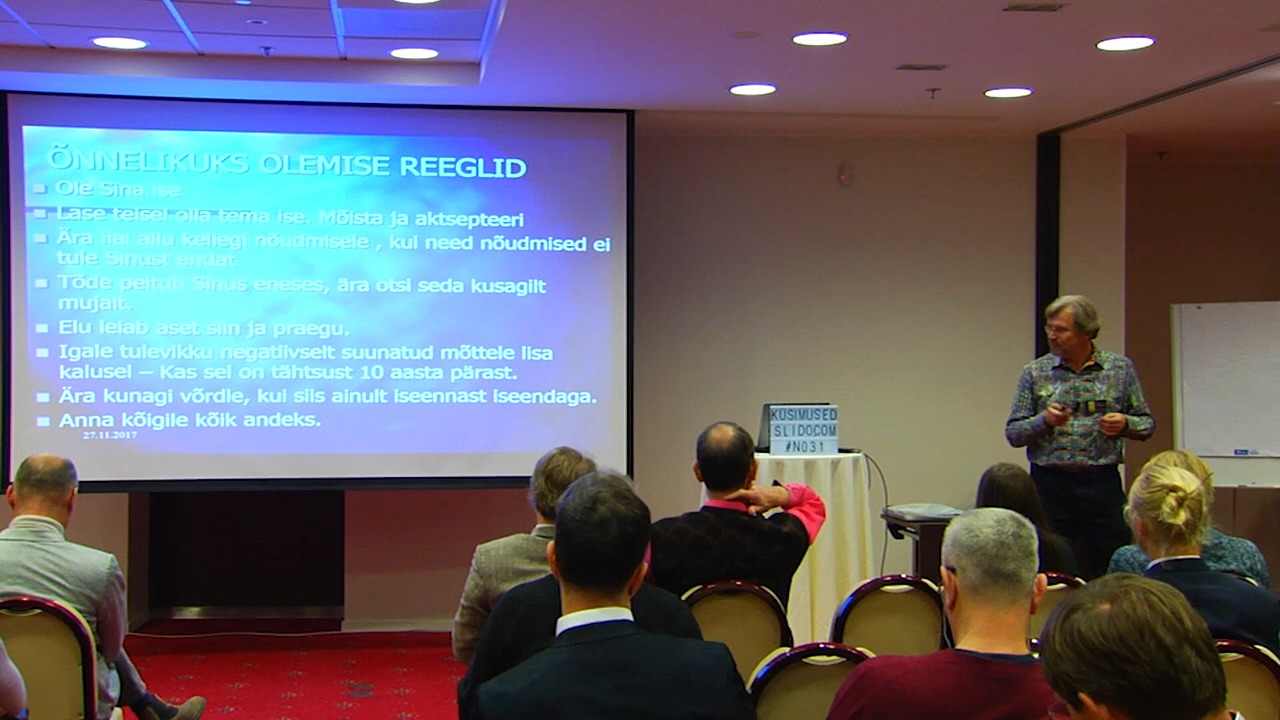 ÕNNELIKUKS OLEMISE REEGLID
Ole Sina ise
Lase teisel olla tema ise. Mõista ja aktsepteeri
Ära iial allu kellegi nõudmisele , kui need nõudmised ei
tule Sinust endat
Tõde peitub Sinus eneses, ära otsi seda kusagilt
mujalt.
Elu leiab aset siin ja praegu.
Igale tulevikku negatiivselt suunatud mõttele lisa
kalusel – Kas sel on tähtsust 10 aasta pärast.
Ära kunagi võrdle, kui siis ainult iseennast iseendaga.
Anna kõigile kõik andeks.
27.11.2017
KÜSIMUSED
SLIDOCOM
#NO31